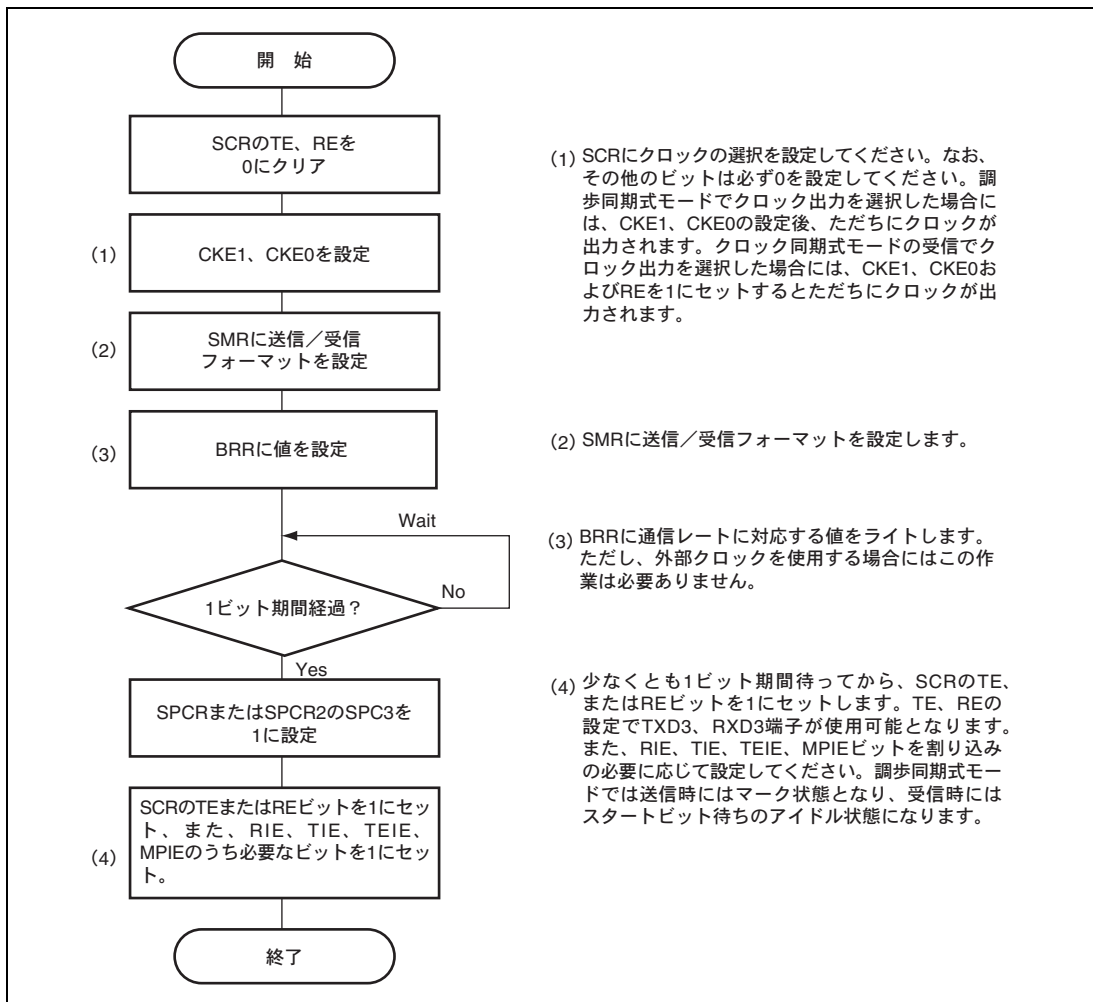 開 始
SCRのTE、REを
0にクリア
(1)
CKE1、CKE0を設定
(2)
SMRに送信／受信
フォーマットを設定
(3)
BRRに値を設定
Wait
1ビット期間経過？
No
Yes
SPCRまたはSPCR2のSPC3を
1に設定
(4)
SCRのTEまたはREビットを1にセッ
ト、また、RIE、TIE、TEIE、
MPIEのうち必要なビットを1にセッ
ト。
終了
(1) SCRにクロックの選択を設定してください。なお、
その他のビットは必ず0を設定してください。調
歩同期式モードでクロック出力を選択した場合に
は、CKE1、CKE0の設定後、ただちにクロックが
出力されます。クロック同期式モードの受信でク
ロック出力を選択した場合には、CKE1、CKE0お
よびREを1にセットするとただちにクロックが出
力されます。
(2) SMRに送信／受信フォーマットを設定します。
(3) BRRに通信レートに対応する値をライトします。
ただし、外部クロックを使用する場合にはこの作
業は必要ありません。
(4) 少なくとも1ビット期間待ってから、SCRのTE、
またはREビットを1にセットします。TE、REの
設定でTXD3、RXD3端子が使用可能となります。
また、RIE、TIE、TEIE、MPIEビットを割り込み
の必要に応じて設定してください。調歩同期式モー
ドでは送信時にはマーク状態となり、受信時には
スタートビット待ちのアイドル状態になります。